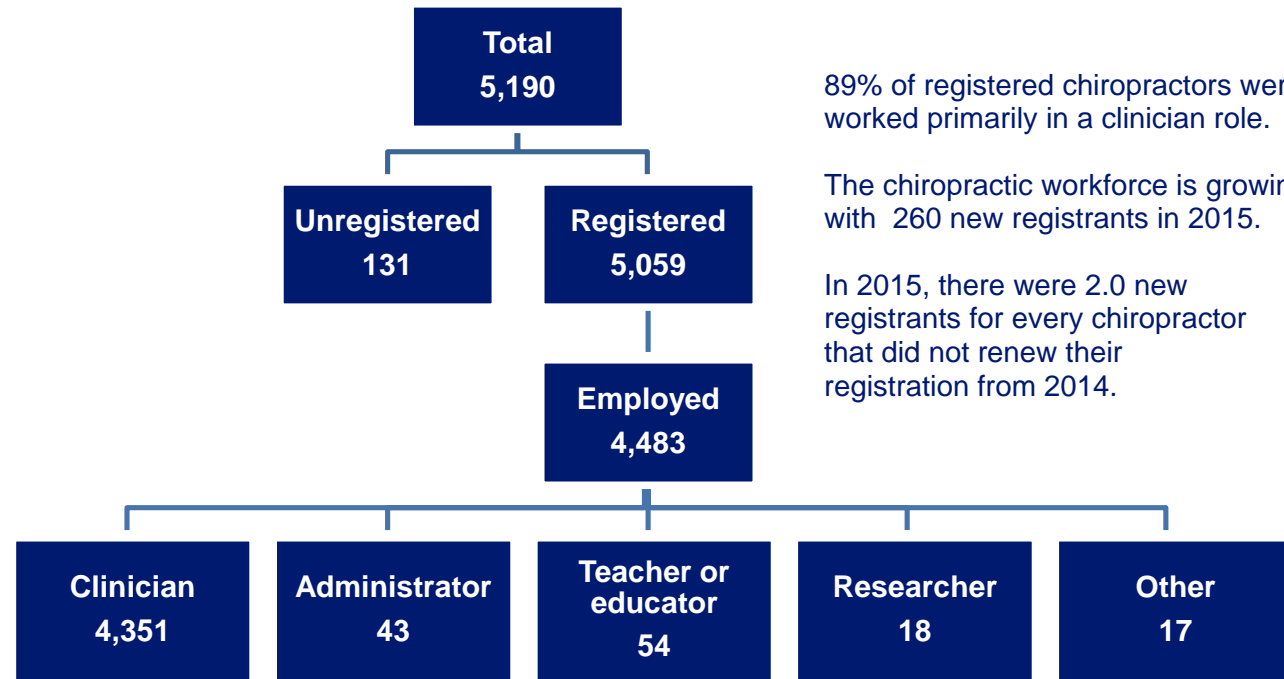 Total
5,190
89% of registered chiropractors wer
worked primarily in a clinician role.
The chiropractic workforce is growin
with  260 new registrants in 2015.
In 2015, there were 2.0 new
registrants for every chiropractor
that did not renew their
registration from 2014.
Unregistered
131
Registered
5,059
Employed
4,483
Clinician
4,351
Administrator
43
Teacher or
educator
54
Researcher
18
Other
17